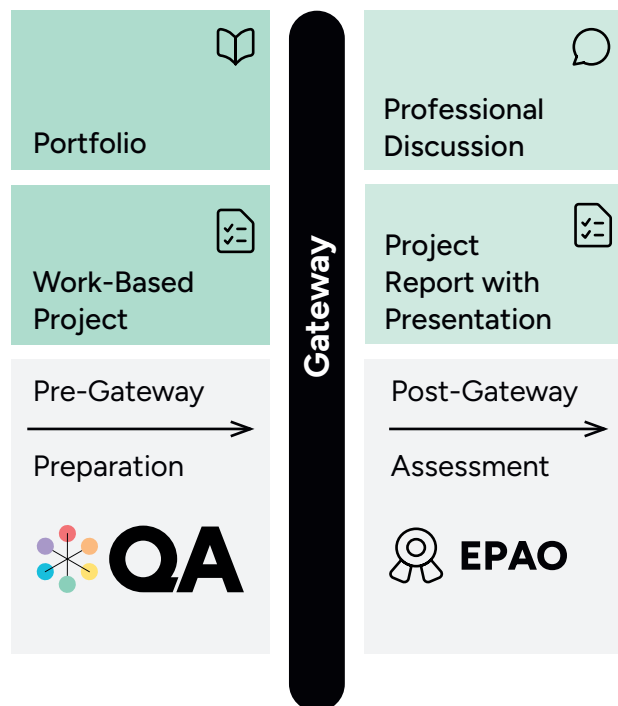 Portfolio
Work-Based
Project
Pre-Gateway
Preparation
QA
Gateway
Professional
Discussion
Project
Report with
Presentation
Post-Gateway
Assessment
EPAO